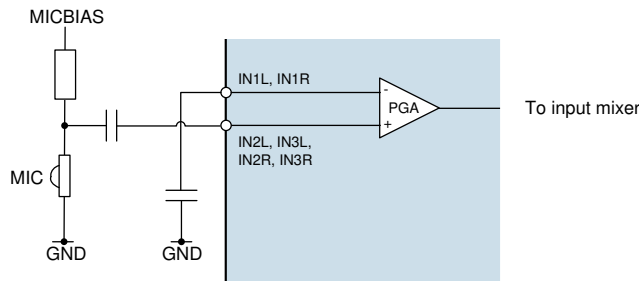 MICBIAS
IN1L, IN1R
-
PGA
+
To input mixer
IN2L, IN3L,
IN2R, IN3R
MIC
GND
GND